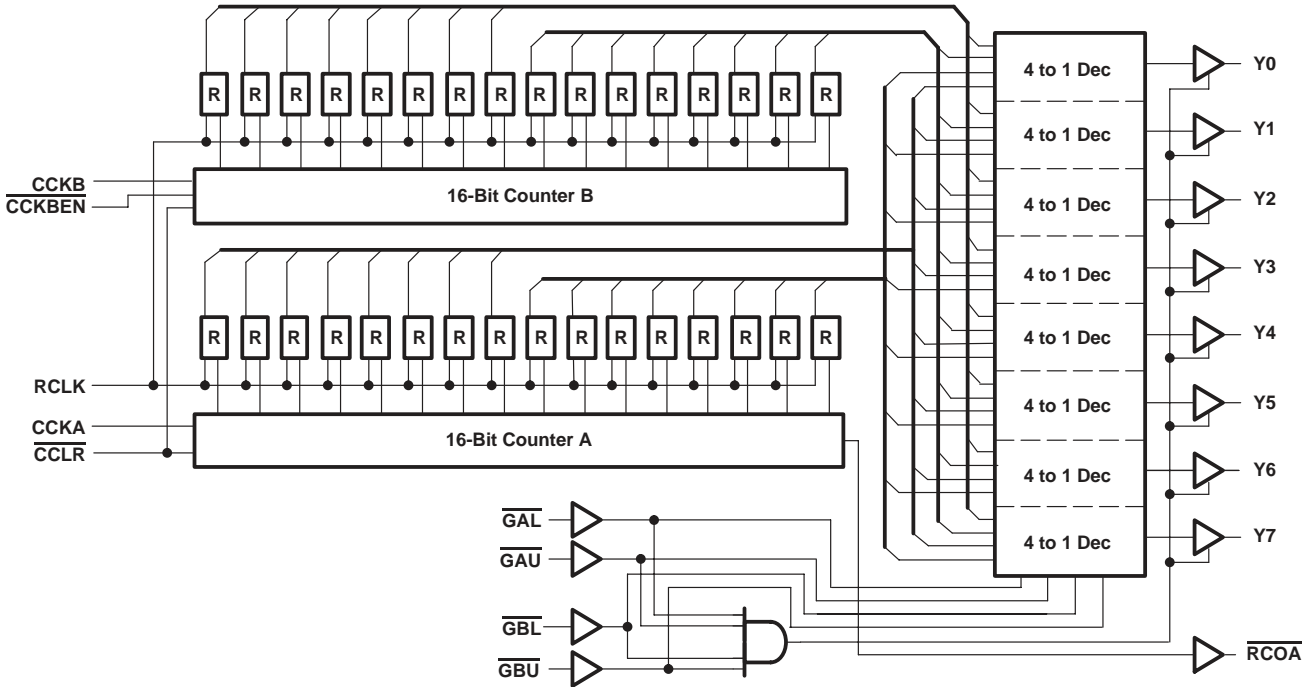 R R R R R R R R R R R R R R R R
4 to 1 Dec
Y0
4 to 1 Dec
Y1
CCKB
CCKBEN
16-Bit Counter B
4 to 1 Dec
Y2
4 to 1 Dec
Y3
R R R R R R R R R R R R R R R R
4 to 1 Dec
Y4
RCLK
4 to 1 Dec
Y5
CCKA
CCLR
16-Bit Counter A
4 to 1 Dec
Y6
GAL
GAU
4 to 1 Dec
Y7
GBL
GBU
RCOA